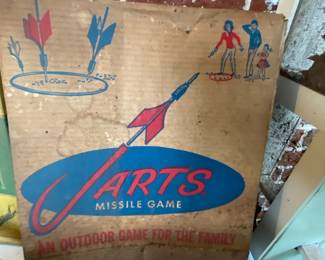 JARTS
MISSILE GAME
AN OUTDOOR GAME FOR THE FAMILY